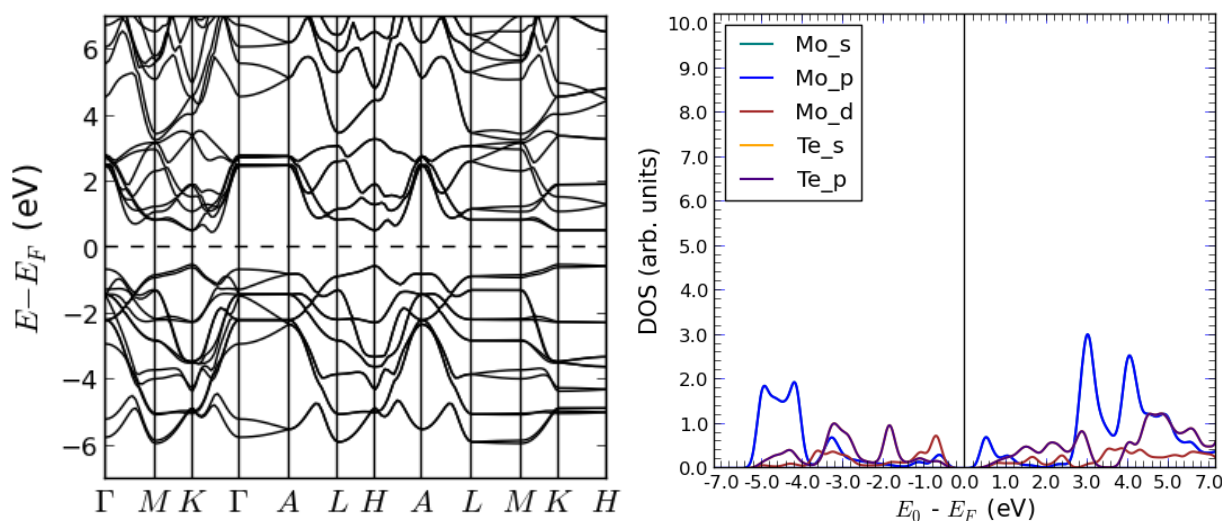 E−E_F (eV)
6
4
2
0
−2
−4
−6
Γ M K Γ A L H A L M K H
DOS (arb. units)
10.0
9.0
8.0
7.0
6.0
5.0
4.0
3.0
2.0
1.0
0.0
Mo_s
Mo_p
Mo_d
Te_s
Te_p
-7.0 -6.0 -5.0 -4.0 -3.0 -2.0 -1.0 0.0 1.0 2.0 3.0 4.0 5.0 6.0 7.0
E_0 - E_F (eV)